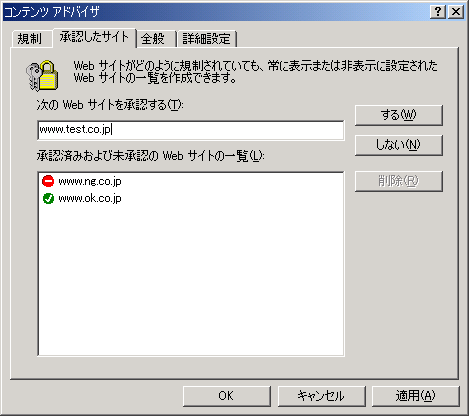 コンテンツ アドバイザ
規制 承認したサイト 全般 詳細設定
Web サイトがどのように規制されていても、常に表示または非表示に設定された
Web サイトの一覧を作成できます。
次の Web サイトを承認する(T):
www.test.co.jp
する(W)
しない(N)
承認済みおよび未承認の Web サイトの一覧(L):
www.ng.co.jp
www.ok.co.jp
削除(R)
OK キャンセル 適用(A)